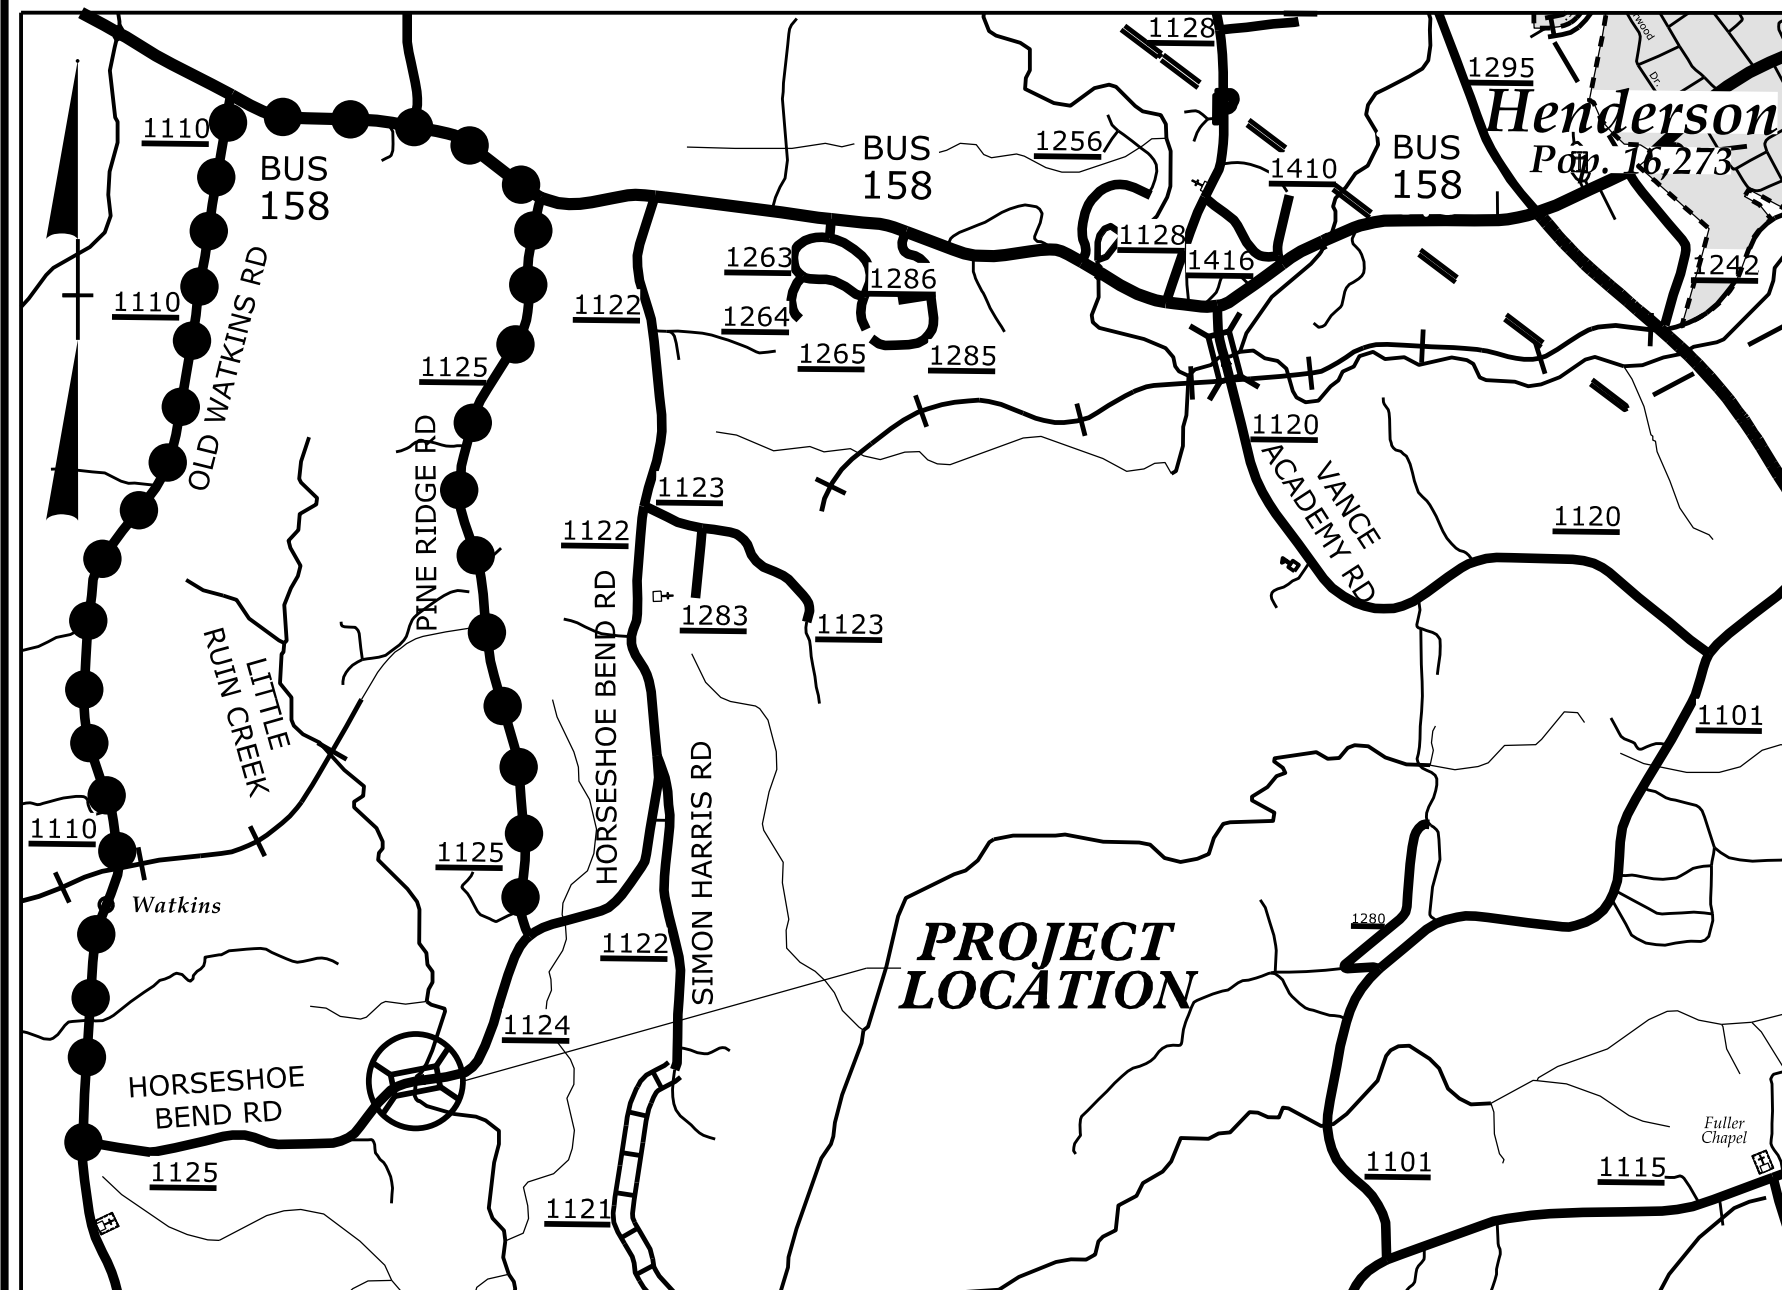 1128
1295
Henderson
Pop. 16,273
erwood
Dr.
1110
BUS
158
BUS
158
1256
1410
BUS
158
1128
1416
1242
1263
1286
1264
1265
1285
1110
OLD WATKINS RD
1122
1125
PINE RIDGE RD
1120
VANCE
ACADEMY RD
1120
1123
1122
1283
1123
HORSESHOE BEND RD
LITTLE
RUIN CREEK
1101
SIMON HARRIS RD
1110
1125
Watkins
1122
PROJECT
LOCATION
1280
1124
HORSESHOE
BEND RD
1125
1121
Fuller
Chapel
1101
1115